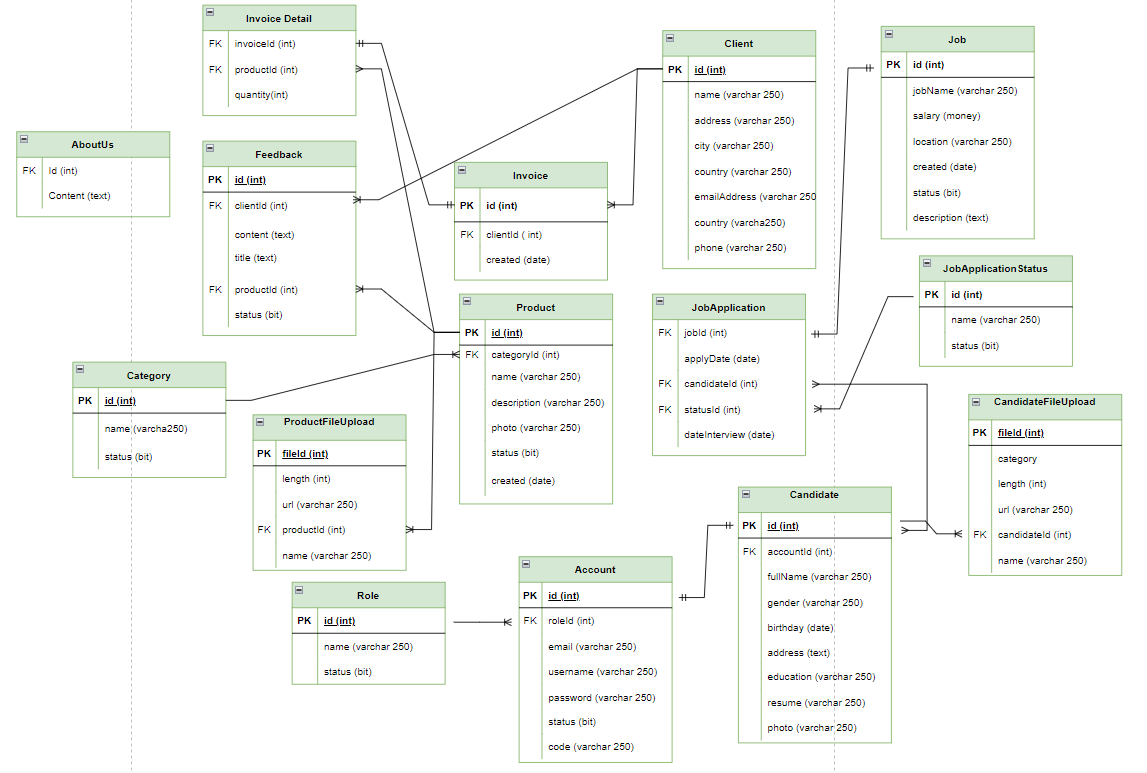 Invoice Detail
FK invoiceId (int)
FK productId (int)
quantity(int)
Client
PK id (int)
name (varchar 250)
address (varchar 250)
city (varchar 250)
country (varchar 250)
emailAddress (varchar 250
country (varcha250)
phone (varchar 250)
Job
PK id (int)
jobName (varchar 250)
salary (money)
location (varchar 250)
created (date)
status (bit)
description (text)
AboutUs
FK Id (int)
Content (text)
Feedback
PK id (int)
FK clientId (int)
content (text)
title (text)
FK productId (int)
status (bit)
Invoice
PK id (int)
FK clientId ( int)
created (date)
JobApplicationStatus
PK id (int)
name (varchar 250)
status (bit)
Product
PK id (int)
FK categoryId (int)
name (varchar 250)
description (varchar 250)
photo (varchar 250)
status (bit)
created (date)
JobApplication
FK jobId (int)
applyDate (date)
FK candidateId (int)
FK statusId (int)
dateInterview (date)
Category
PK id (int)
name (varcha250)
status (bit)
ProductFileUpload
PK fileId (int)
length (int)
url (varchar 250)
FK productId (int)
name (varchar 250)
CandidateFileUpload
PK fileId (int)
category
length (int)
url (varchar 250)
FK candidateId (int)
name (varchar 250)
Candidate
PK id (int)
FK accountId (int)
fullName (varchar 250)
gender (varchar 250)
birthday (date)
address (text)
education (varchar 250)
resume (varchar 250)
photo (varchar 250)
Account
PK id (int)
FK roleId (int)
email (varchar 250)
username (varchar 250)
password (varchar 250)
status (bit)
code (varchar 250)
Role
PK id (int)
name (varchar 250)
status (bit)